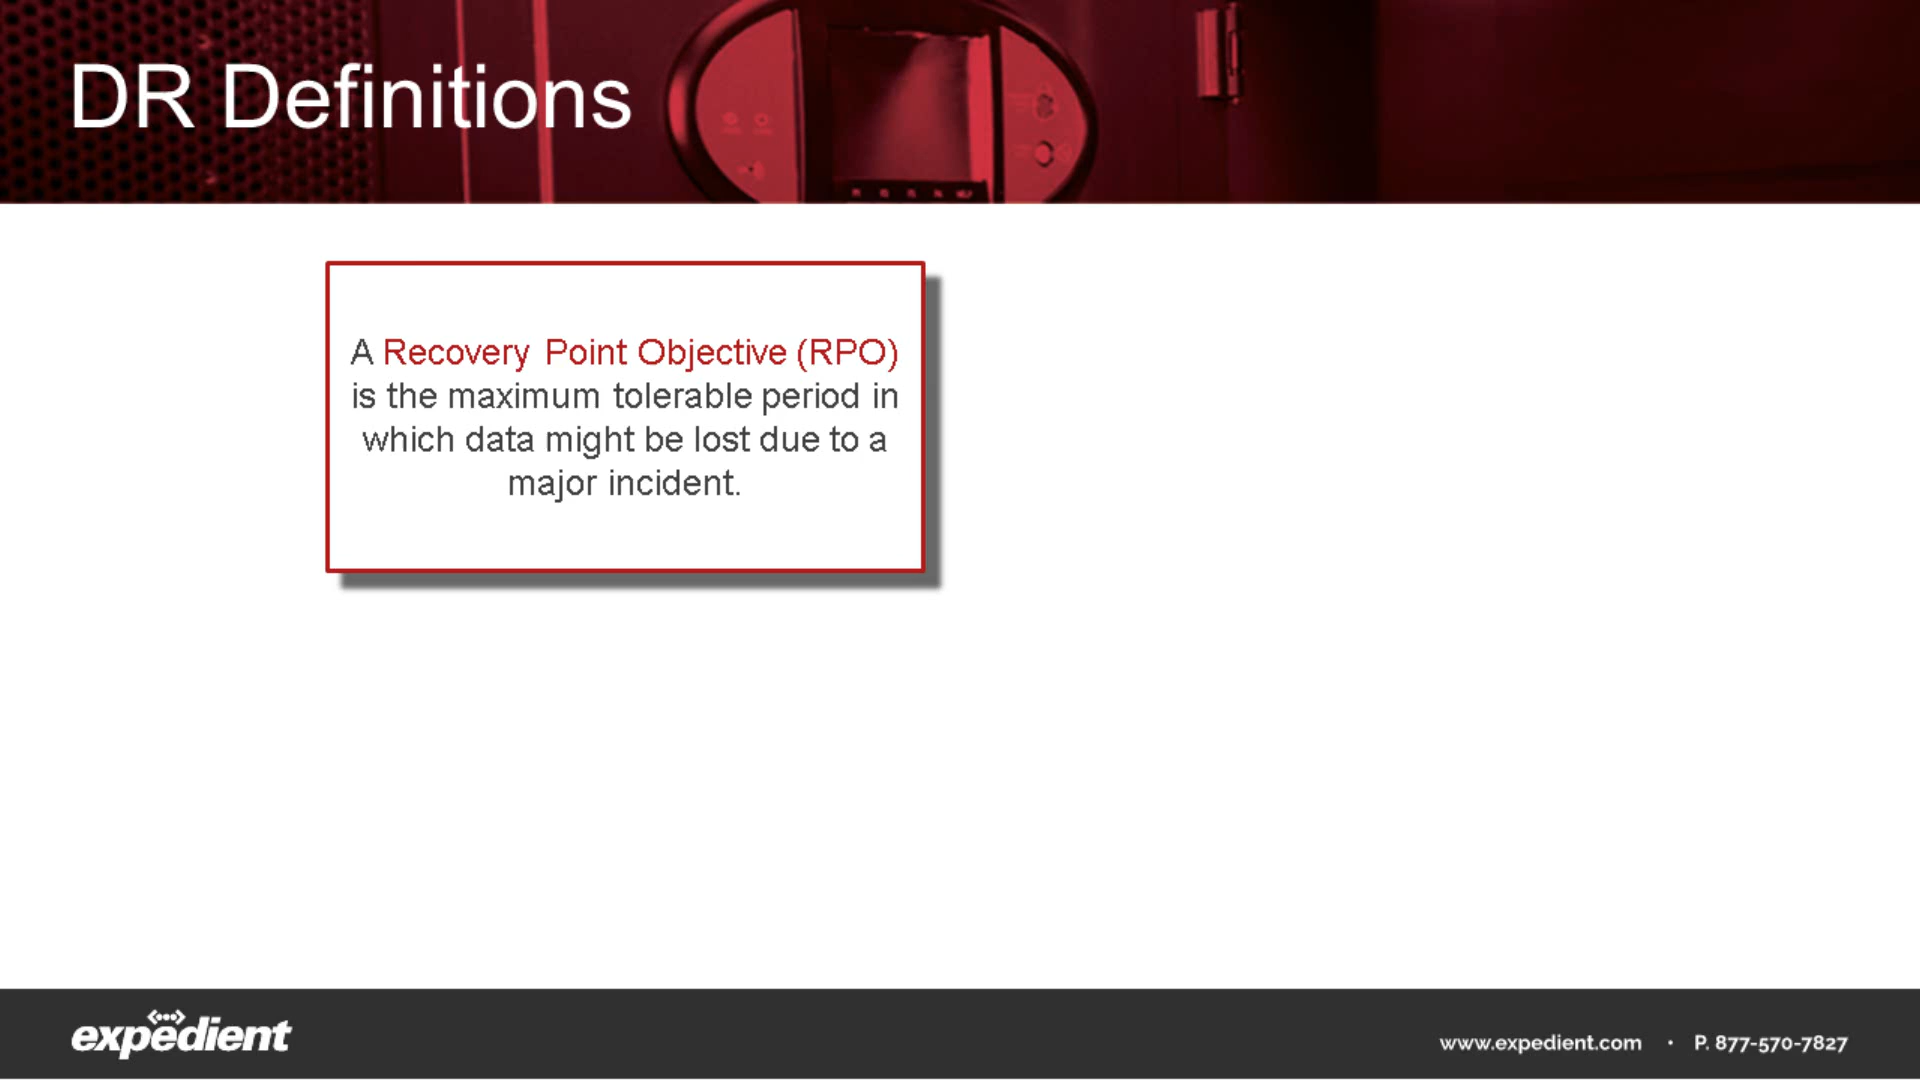 DR Definitions
A Recovery Point Objective (RPO)
is the maximum tolerable period in
which data might be lost due to a
major incident.
expedient
www.expedient.com • P. 877-570-7827